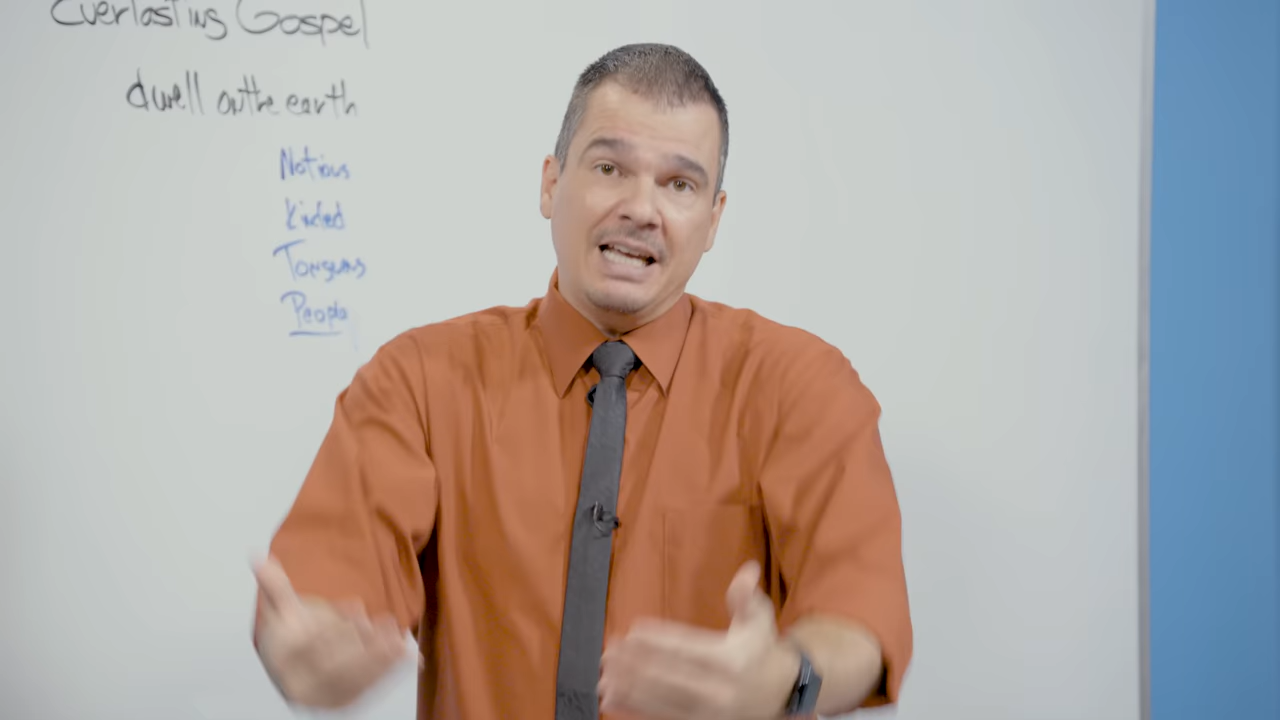 Everlasting Gospel
dwell on the earth
Nations
Kindred
Tongues
People